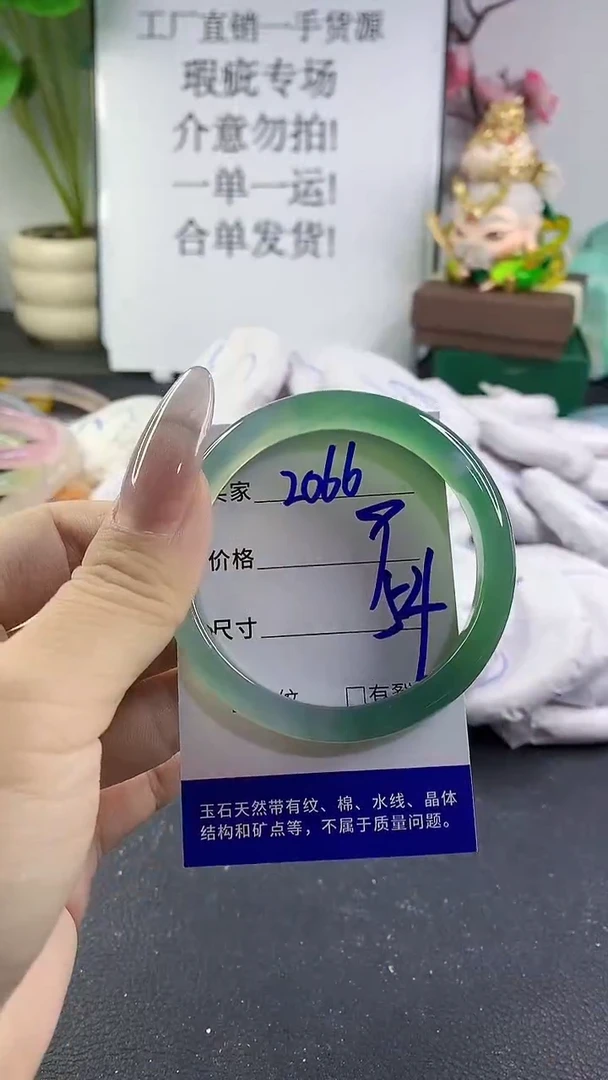 工厂直销一手货源
瑕疵专场
介意勿拍!
一单一运!
合单发货!
家 2066
价格
尺寸 54
纹 □有裂
玉石天然带有纹、棉、水线、晶体
结构和矿点等，不属于质量问题。